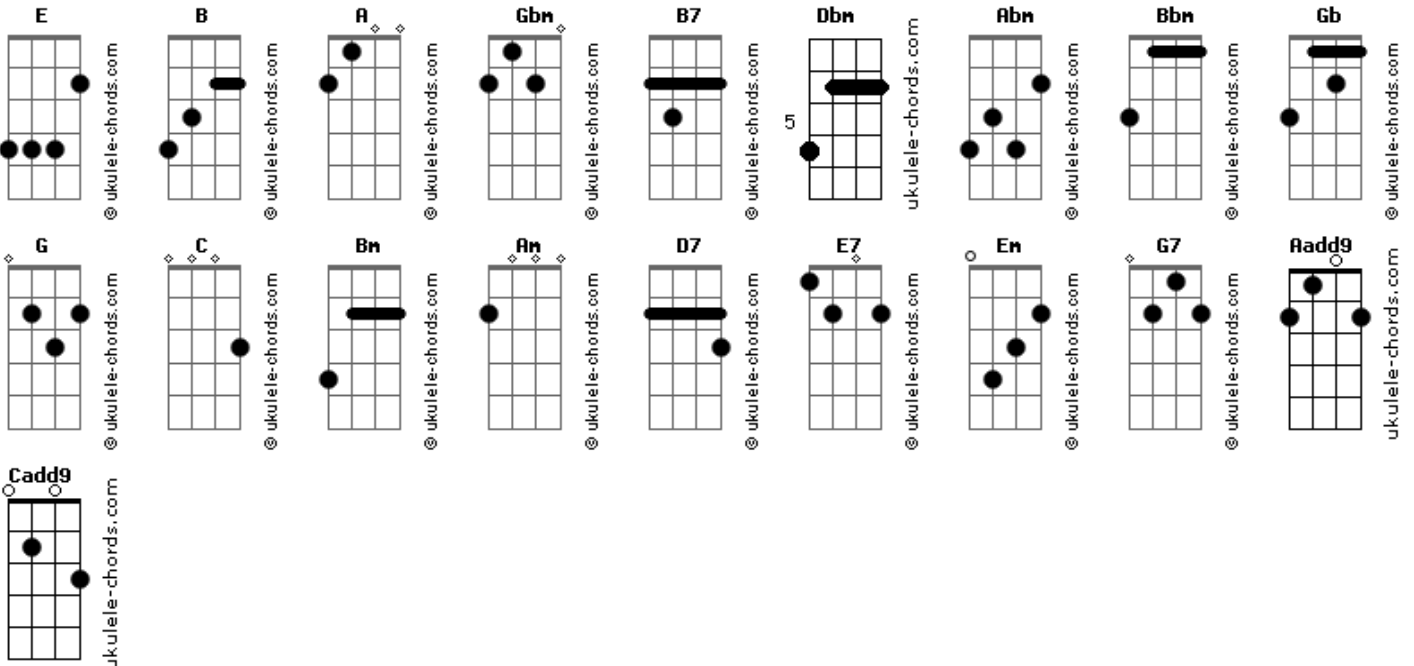 E B A Gbm B7 Dbm Abm Bbm Gb
© ukulele-chords.com © ukulele-chords.com © ukulele-chords.com © ukulele-chords.com © ukulele-chords.com 5 ukulele-chords.com © ukulele-chords.com © ukulele-chords.com © ukulele-chords.com
G C Bm Am D7 E7 Em G7 Aadd9
© ukulele-chords.com © ukulele-chords.com © ukulele-chords.com © ukulele-chords.com © ukulele-chords.com © ukulele-chords.com © ukulele-chords.com © ukulele-chords.com ukulele-chords.com
Cadd9
ukulele-chords.com